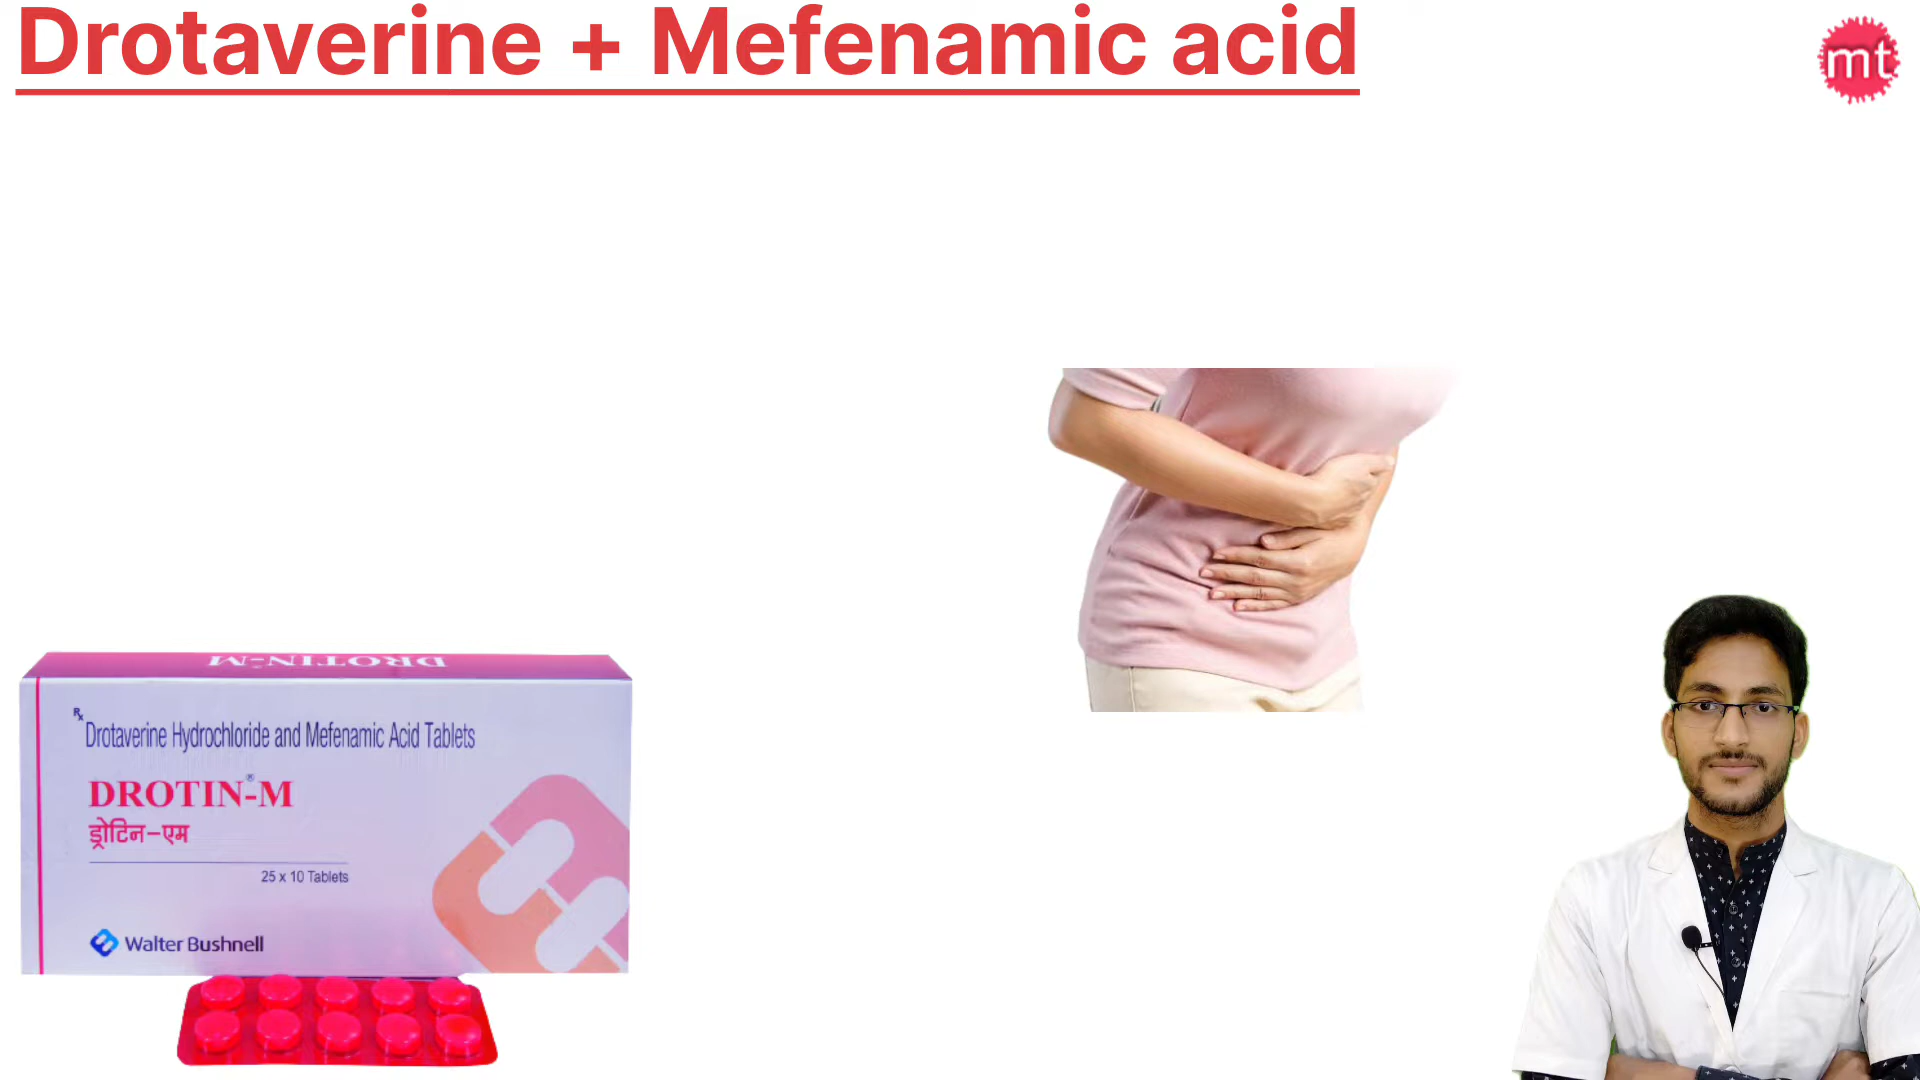 Drotaverine + Mefenamic acid
mt
DROTIN-M
Rx
Drotaverine Hydrochloride and Mefenamic Acid Tablets
DROTIN-M®
ड्रोटिन-एम
25 x 10 Tablets
Walter Bushnell